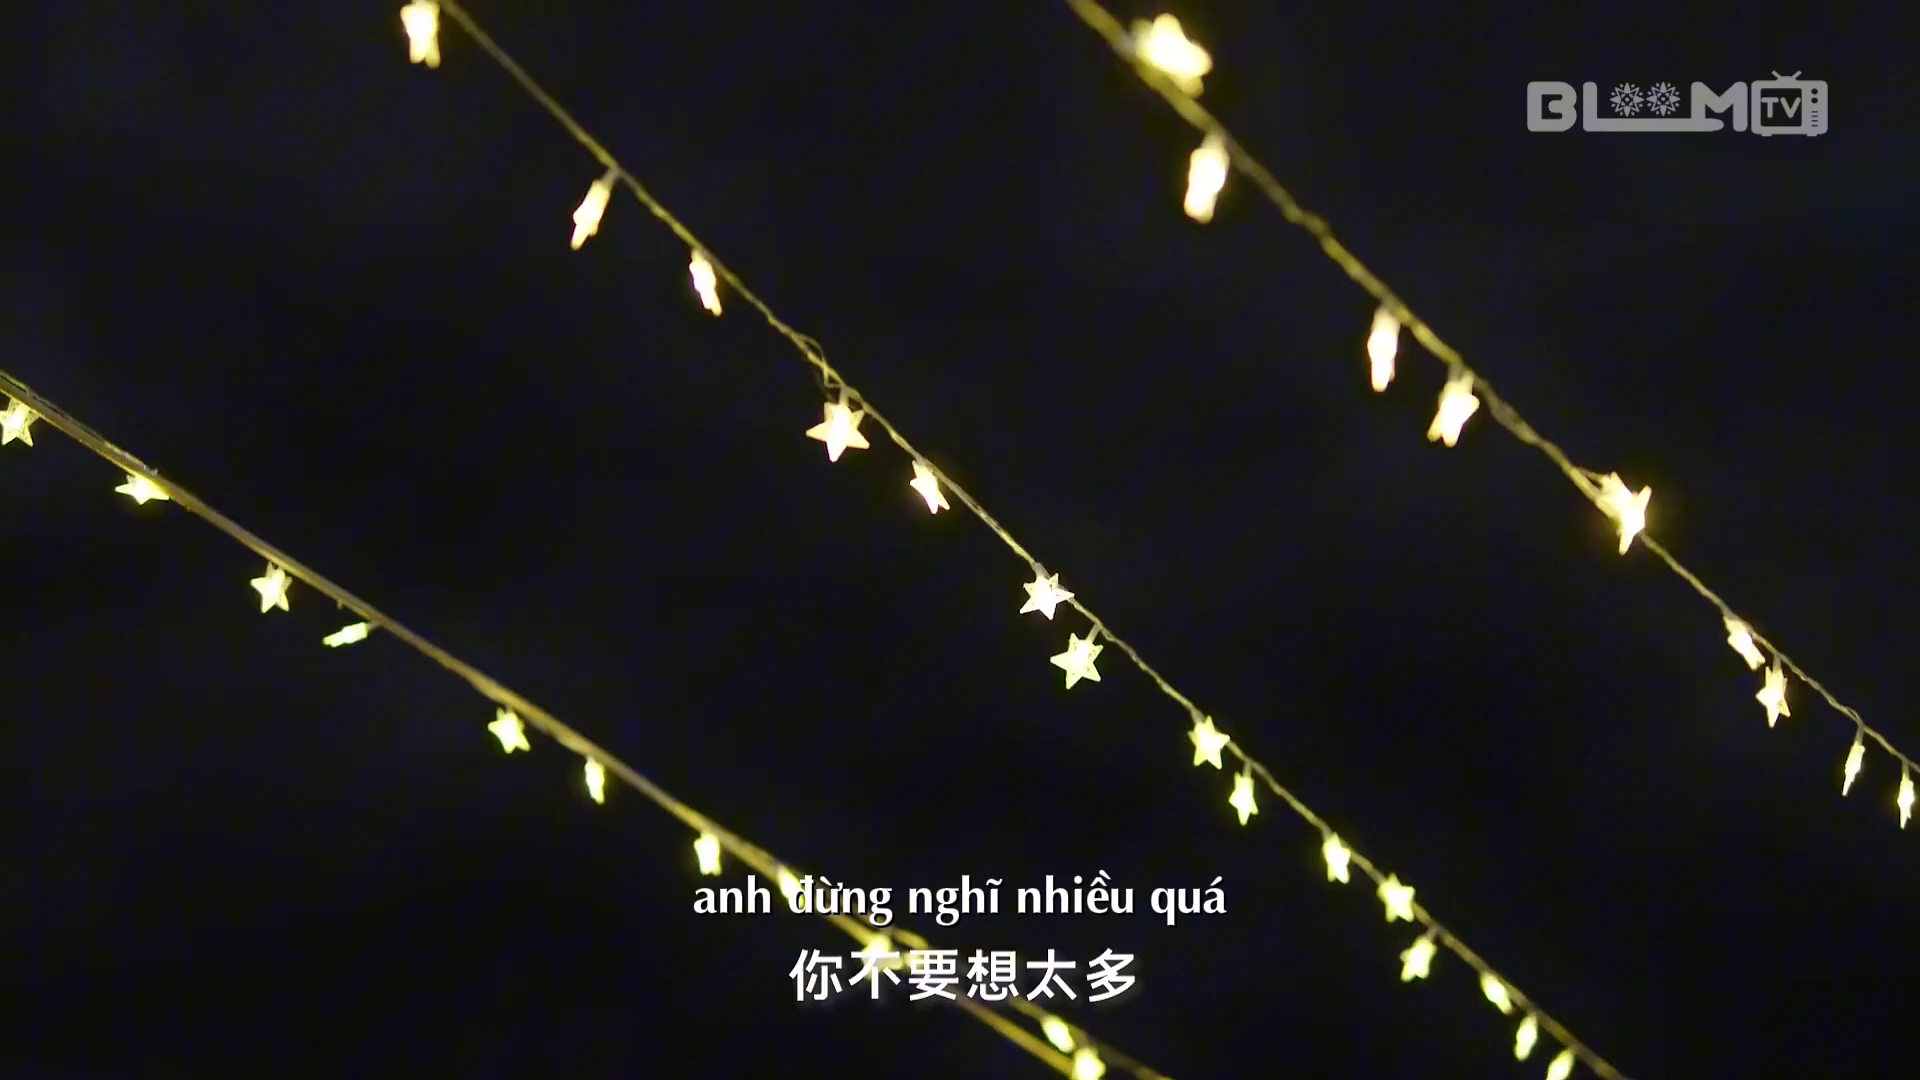 BLOOM TV
anh đừng nghĩ nhiều quá
你不要想太多